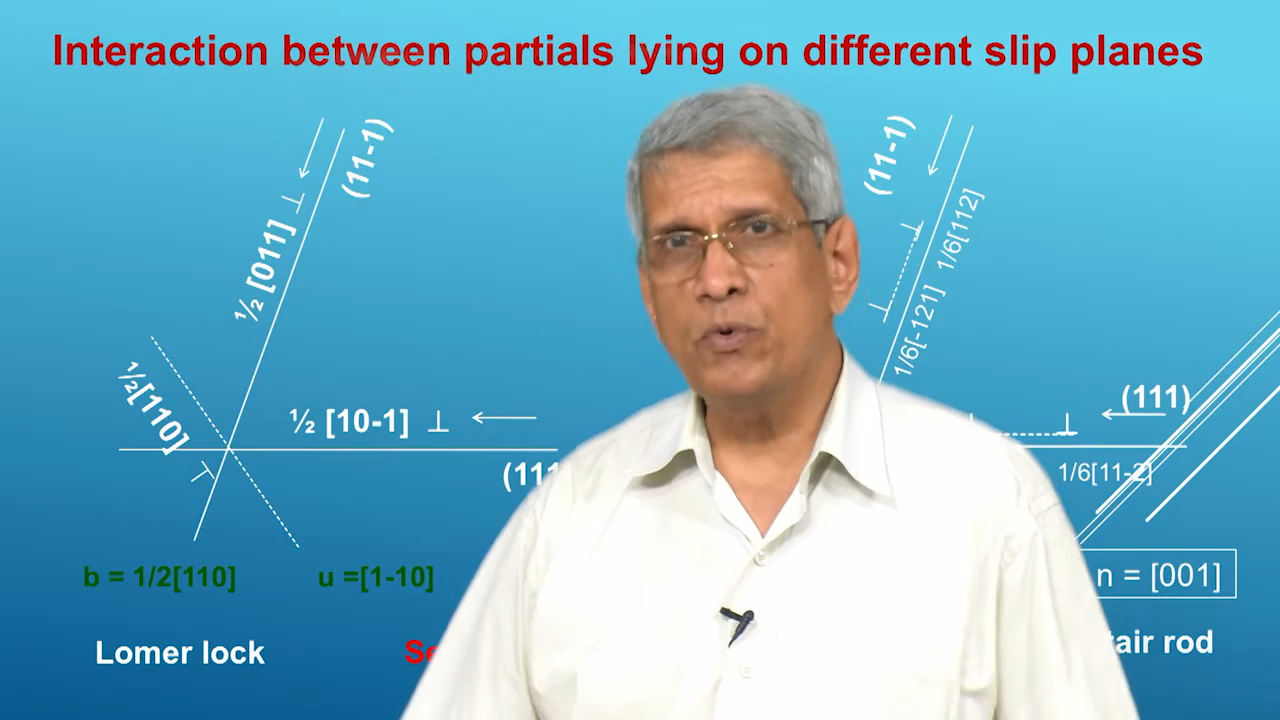 Interaction between partials lying on different slip planes
(11-1)
½ [011] ⊥
½[110]
½ [10-1] ⊥
(111
b = 1/2[110]
u =[1-10]
Lomer lock
(11-1)
1/6[112]
1/6[-121]
(111)
1/6[11-2]
n = [001]
rod